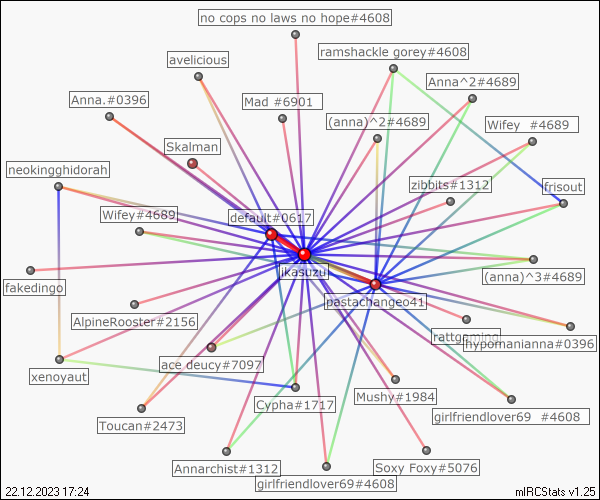 no cops no laws no hope#4608
ramshackle gorey#4608
avelicious
Anna^2#4689
Anna.#0396
Mad #6901
(anna)^2#4689
Wifey #4689
Skalman
neokingghidorah
zibbits#1312
frisout
Wifey#4689
default#0617
jkasuzu
(anna)^3#4689
fakedingo
pastachangeo41
AlpineRooster#2156
rattgaming
hypomanianna#0396
ace deucy#7097
xenoyaut
Cypha#1717
Mushy#1984
girlfriendlover69 #4608
Toucan#2473
Annarchist#1312
Soxy Foxy#5076
girlfriendlover69#4608
22.12.2023 17:24
mIRCStats v1.25